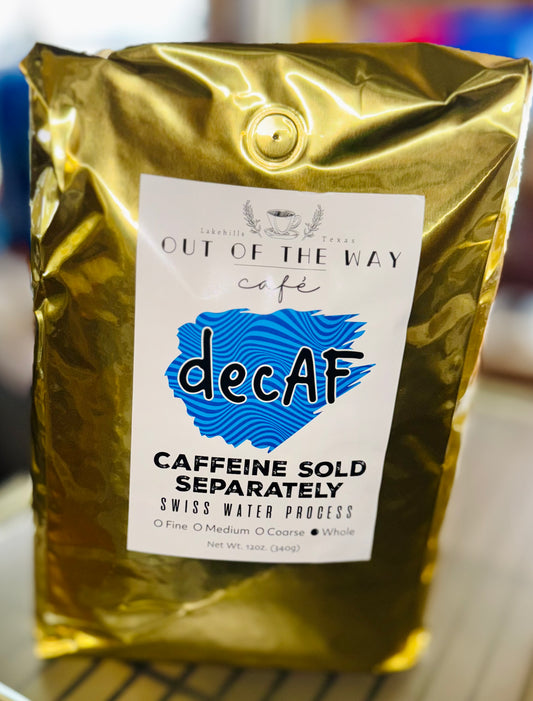 Lakehills Texas
OUT OF THE WAY
café
decAF
CAFFEINE SOLD
SEPARATELY
SWISS WATER PROCESS
Fine Medium Coarse Whole
Net Wt. 12oz. (340g)